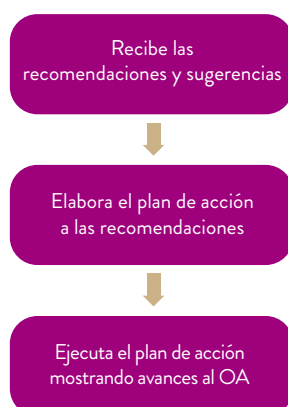 Recibe las
recomendaciones y sugerencias
Elabora el plan de acción
a las recomendaciones
Ejecuta el plan de acción
mostrando avances al OA